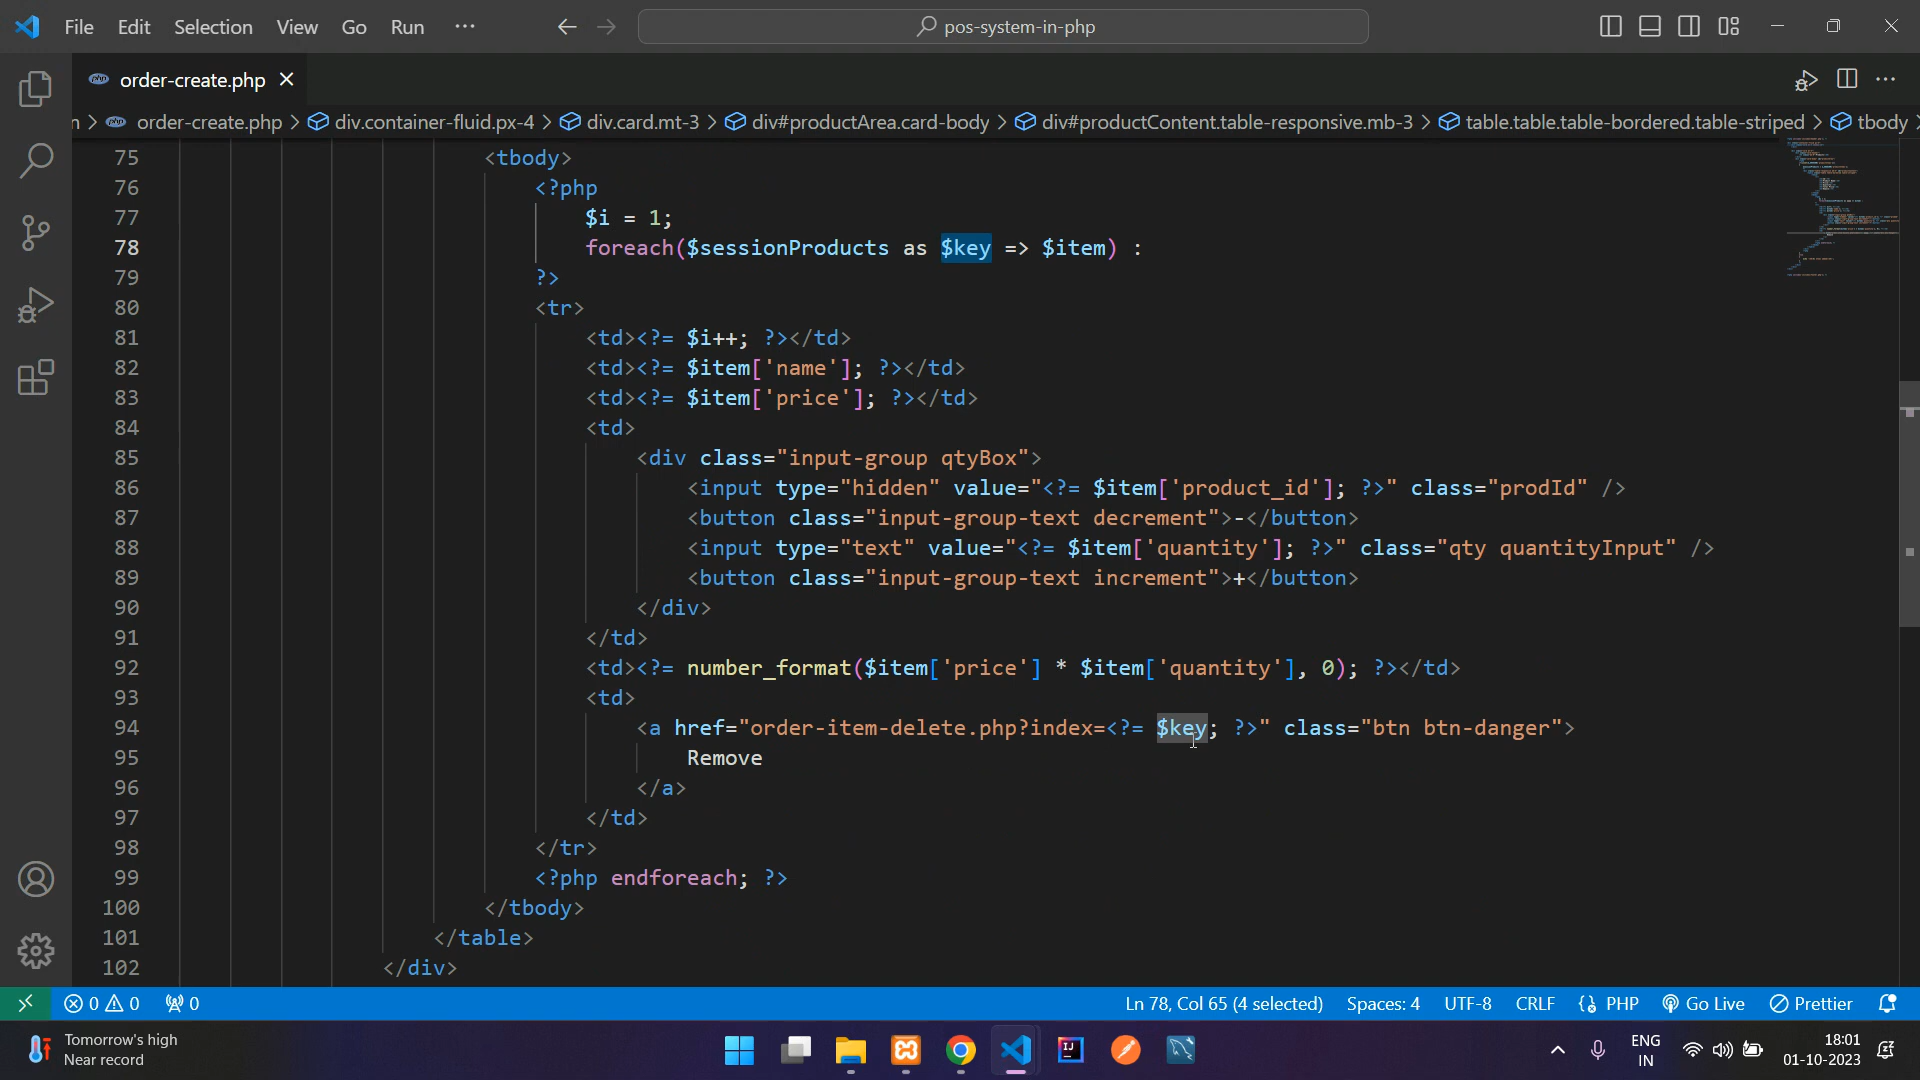 File Edit Selection View Go Run ···
pos-system-in-php
php order-create.php
n > php order-create.php > div.container-fluid.px-4 > div.card.mt-3 > div#productArea.card-body > div#productContent.table-responsive.mb-3 > table.table.table-bordered.table-striped > tbody >
75 <tbody>
76 <?php
77 $i = 1;
78 foreach($sessionProducts as $key => $item) :
79 ?>
80 <tr>
81 <td><?= $i++; ?></td>
82 <td><?= $item['name']; ?></td>
83 <td><?= $item['price']; ?></td>
84 <td>
85 <div class="input-group qtyBox">
86 <input type="hidden" value="<?= $item['product_id']; ?>" class="prodId" />
87 <button class="input-group-text decrement">-</button>
88 <input type="text" value="<?= $item['quantity']; ?>" class="qty quantityInput" />
89 <button class="input-group-text increment">+</button>
90 </div>
91 </td>
92 <td><?= number_format($item['price'] * $item['quantity'], 0); ?></td>
93 <td>
94 <a href="order-item-delete.php?index=<?= $key; ?>" class="btn btn-danger">
95 Remove
96 </a>
97 </td>
98 </tr>
99 <?php endforeach; ?>
100 </tbody>
101 </table>
102 </div>
0 0 0 Ln 78, Col 65 (4 selected) Spaces: 4 UTF-8 CRLF {} PHP Go Live Prettier
Tomorrow's high
Near record
ENG
IN
18:01
01-10-2023